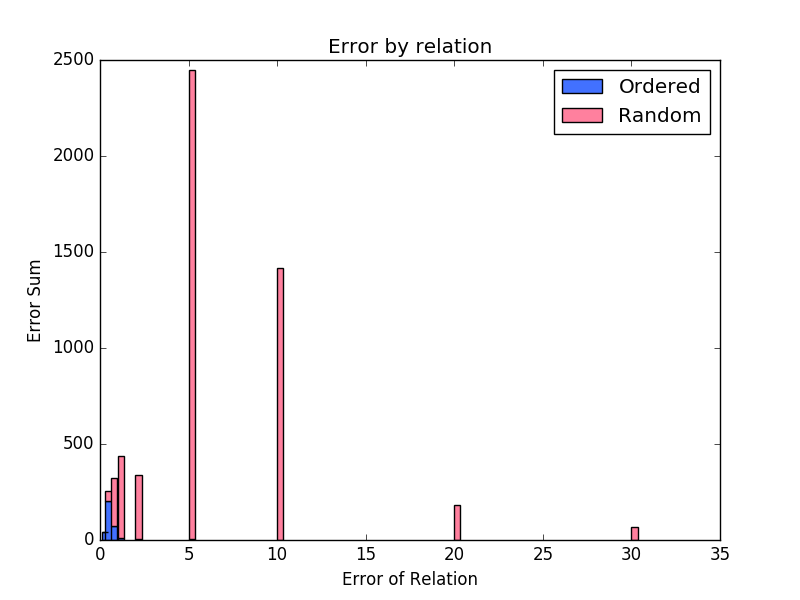 Error by relation
Ordered
Random
2500
2000
1500
1000
500
0
Error Sum
0 5 10 15 20 25 30 35
Error of Relation